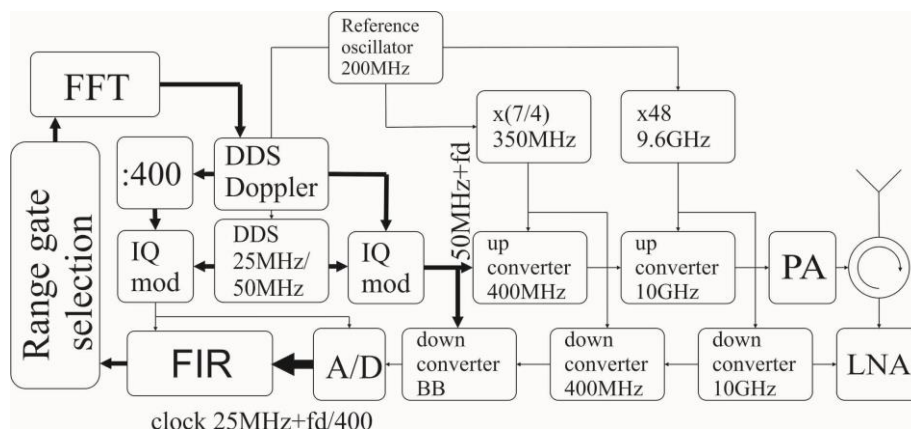 Reference
oscillator
200MHz
FFT
x(7/4)
350MHz
x48
9.6GHz
:400
DDS
Doppler
50MHz+fd
Range gate
selection
IQ
mod
DDS
25MHz/
50MHz
IQ
mod
up
converter
400MHz
up
converter
10GHz
PA
FIR
A/D
down
converter
BB
down
converter
400MHz
down
converter
10GHz
LNA
clock 25MHz+fd/400